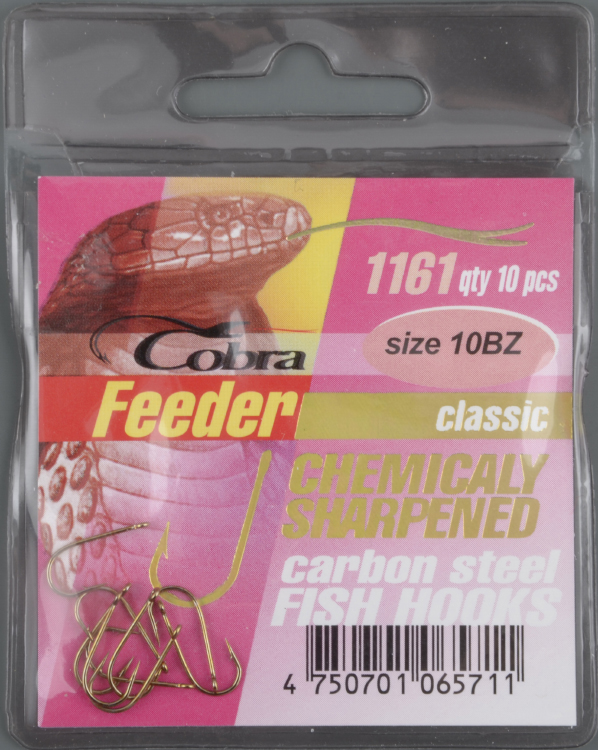 1161 qty 10 pcs
Cobra
size 10BZ
Feeder
classic
CHEMICALY
SHARPENED
carbon steel
FISH HOOKS
4 750701 065711